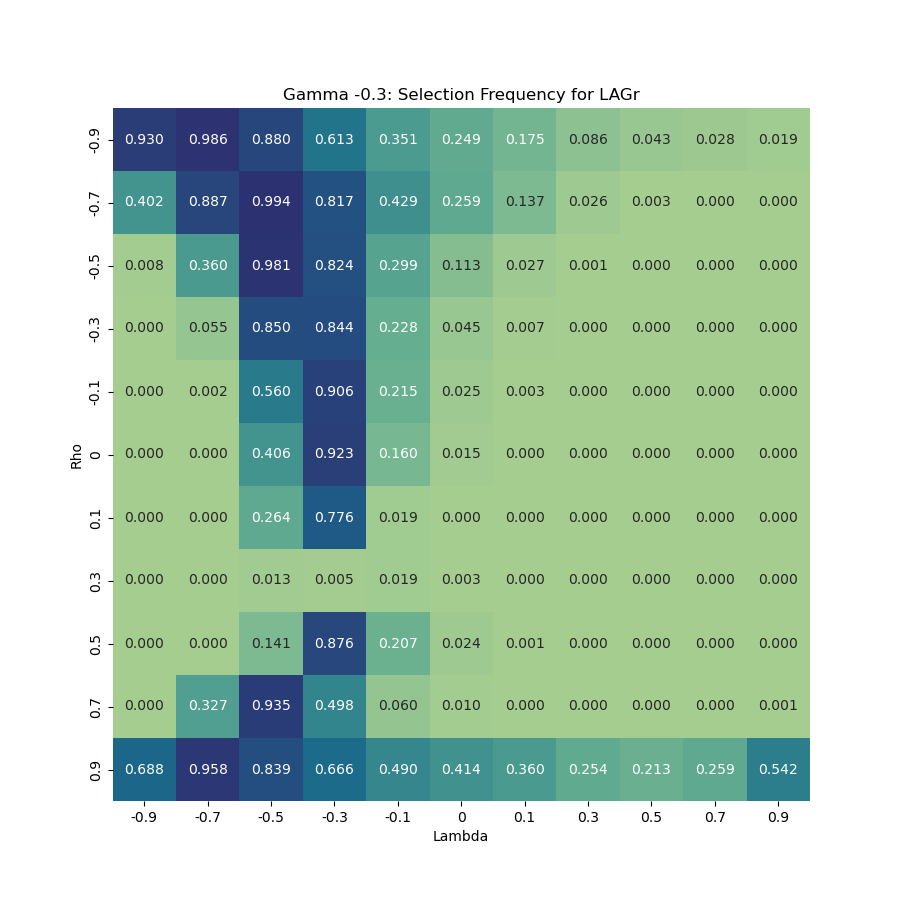 Gamma -0.3: Selection Frequency for LAGr
-0.9 0.930 0.986 0.880 0.613 0.351 0.249 0.175 0.086 0.043 0.028 0.019
-0.7 0.402 0.887 0.994 0.817 0.429 0.259 0.137 0.026 0.003 0.000 0.000
-0.5 0.008 0.360 0.981 0.824 0.299 0.113 0.027 0.001 0.000 0.000 0.000
-0.3 0.000 0.055 0.850 0.844 0.228 0.045 0.007 0.000 0.000 0.000 0.000
-0.1 0.000 0.002 0.560 0.906 0.215 0.025 0.003 0.000 0.000 0.000 0.000
Rho
0 0.000 0.000 0.406 0.923 0.160 0.015 0.000 0.000 0.000 0.000 0.000
0.1 0.000 0.000 0.264 0.776 0.019 0.000 0.000 0.000 0.000 0.000 0.000
0.3 0.000 0.000 0.013 0.005 0.019 0.003 0.000 0.000 0.000 0.000 0.000
0.5 0.000 0.000 0.141 0.876 0.207 0.024 0.001 0.000 0.000 0.000 0.000
0.7 0.000 0.327 0.935 0.498 0.060 0.010 0.000 0.000 0.000 0.000 0.001
0.9 0.688 0.958 0.839 0.666 0.490 0.414 0.360 0.254 0.213 0.259 0.542
-0.9 -0.7 -0.5 -0.3 -0.1 0 0.1 0.3 0.5 0.7 0.9
Lambda